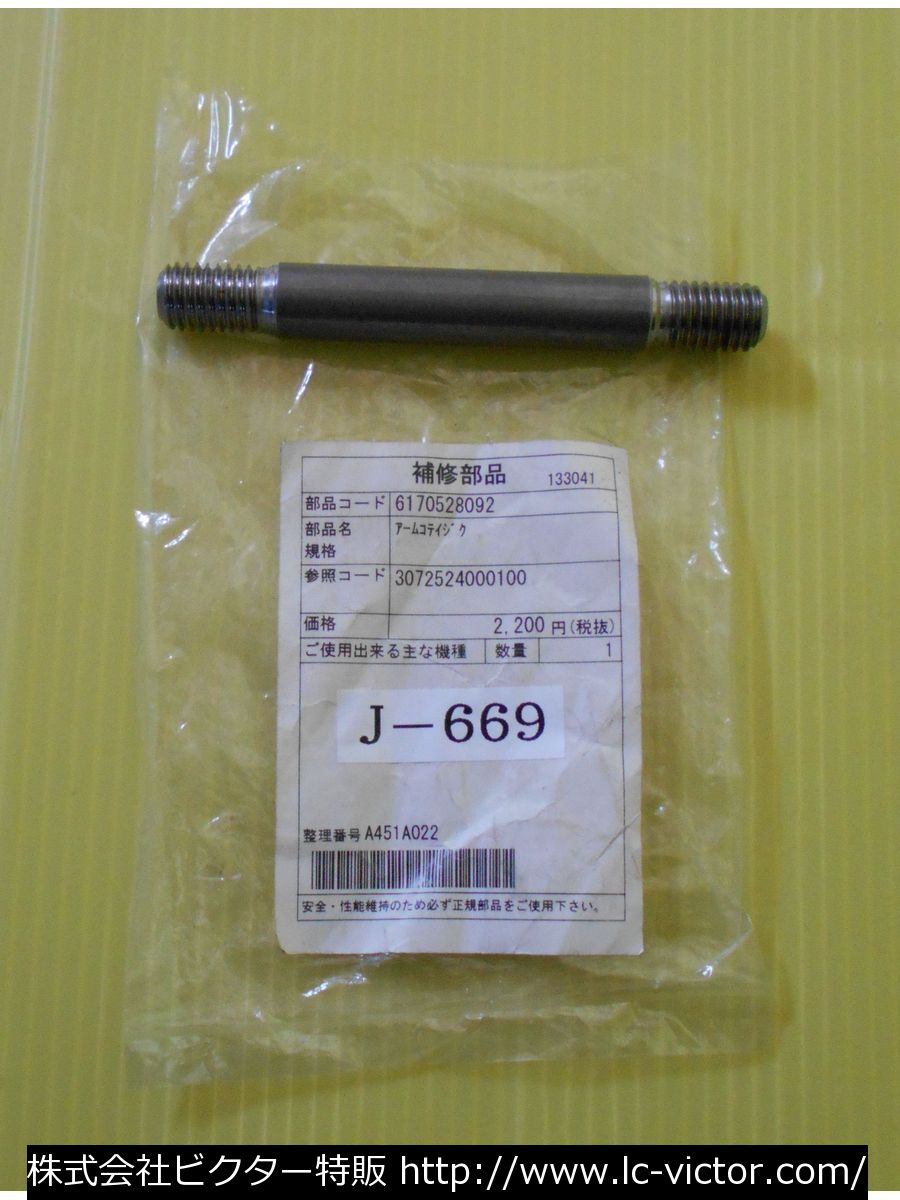 補修部品 133041
部品コード 6170528092
部品名 ｱｰﾑｺﾃｲｼﾞｸ
規格
参照コード 3072524000100
価格 2,200 円(税抜)
ご使用出来る主な機種 数量 1
J−669
整理番号 A451A022
安全・性能維持のため必ず正規部品をご使用下さい。
株式会社ビクター特販 http://www.lc-victor.com/